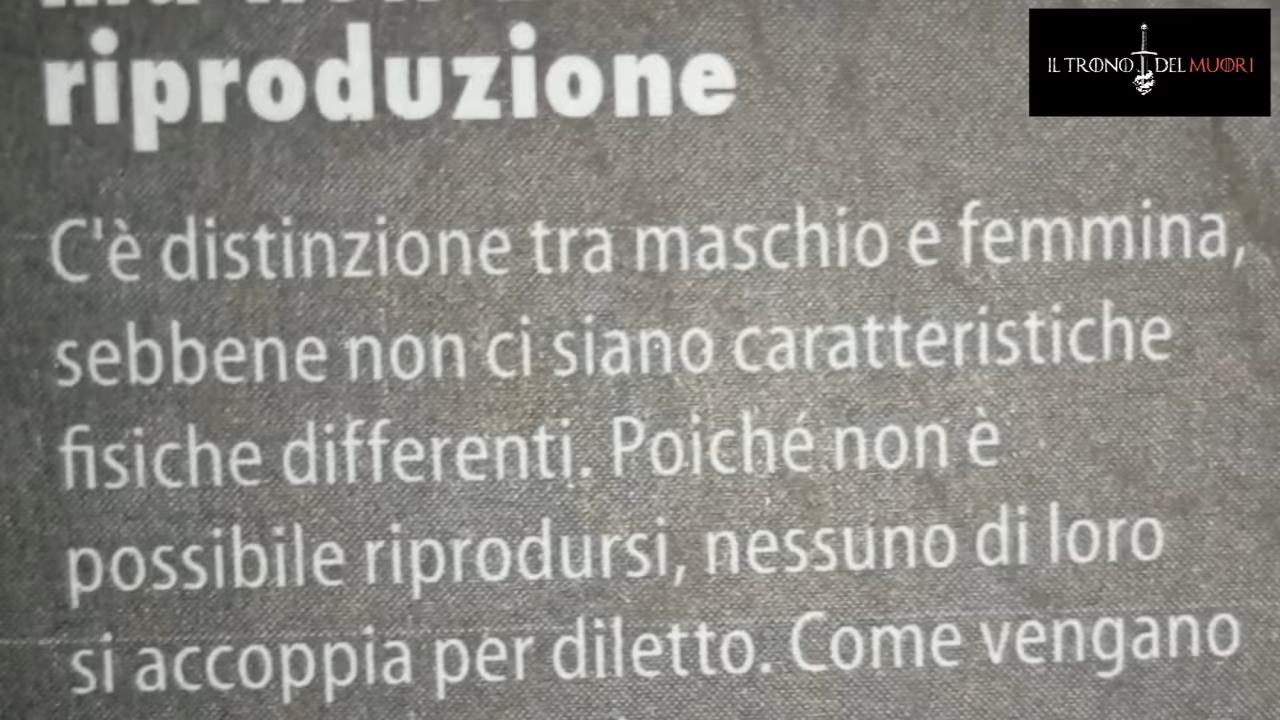 riproduzione
IL TRONO DEL MUORI
C'è distinzione tra maschio e femmina,
sebbene non ci siano caratteristiche
fisiche differenti. Poiché non è
possibile riprodursi, nessuno di loro
si accoppia per diletto. Come vengano